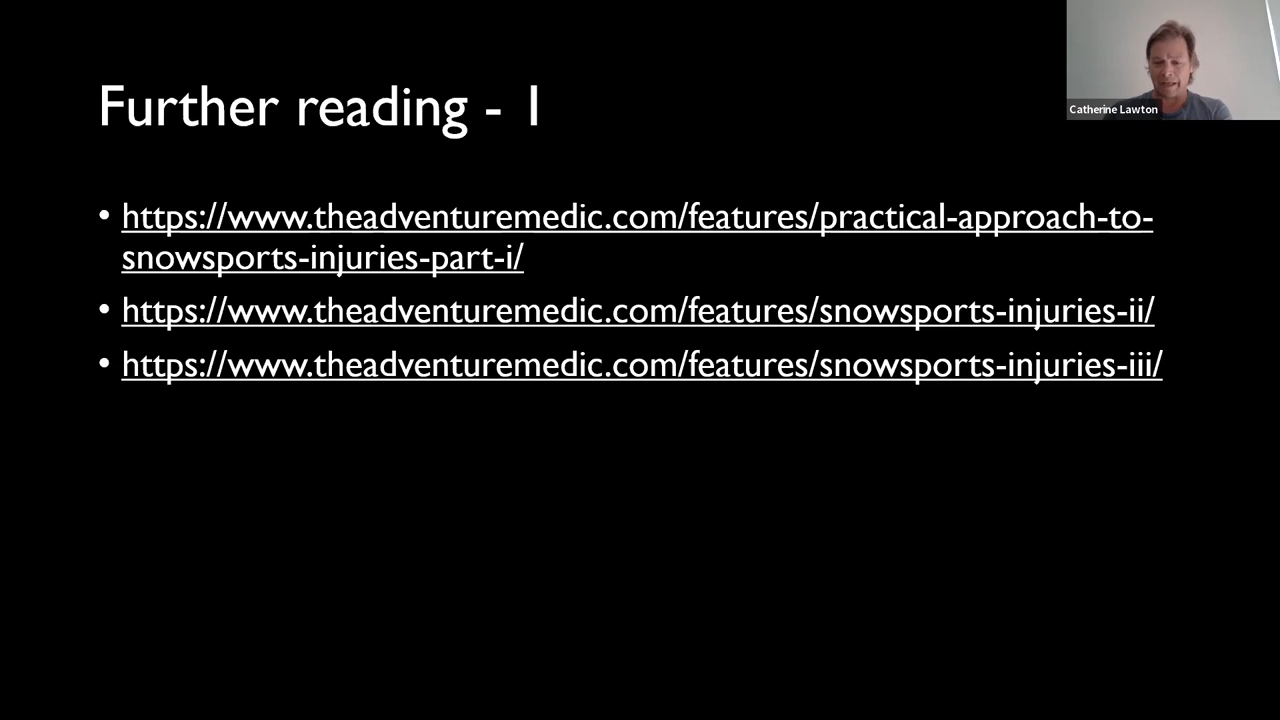 Further reading - 1
• https://www.theadventuremedic.com/features/practical-approach-to-
snowsports-injuries-part-i/
• https://www.theadventuremedic.com/features/snowsports-injuries-ii/
• https://www.theadventuremedic.com/features/snowsports-injuries-iii/
Catherine Lawton